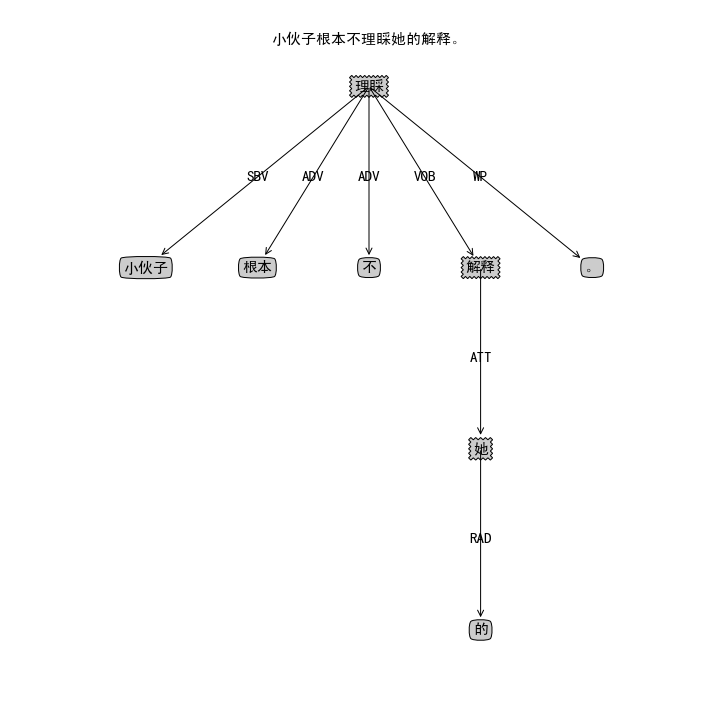 小伙子根本不理睬她的解释。
理睬
SBV ADV ADV VOB WP
小伙子 根本 不 解释 。
ATT
她
RAD
的